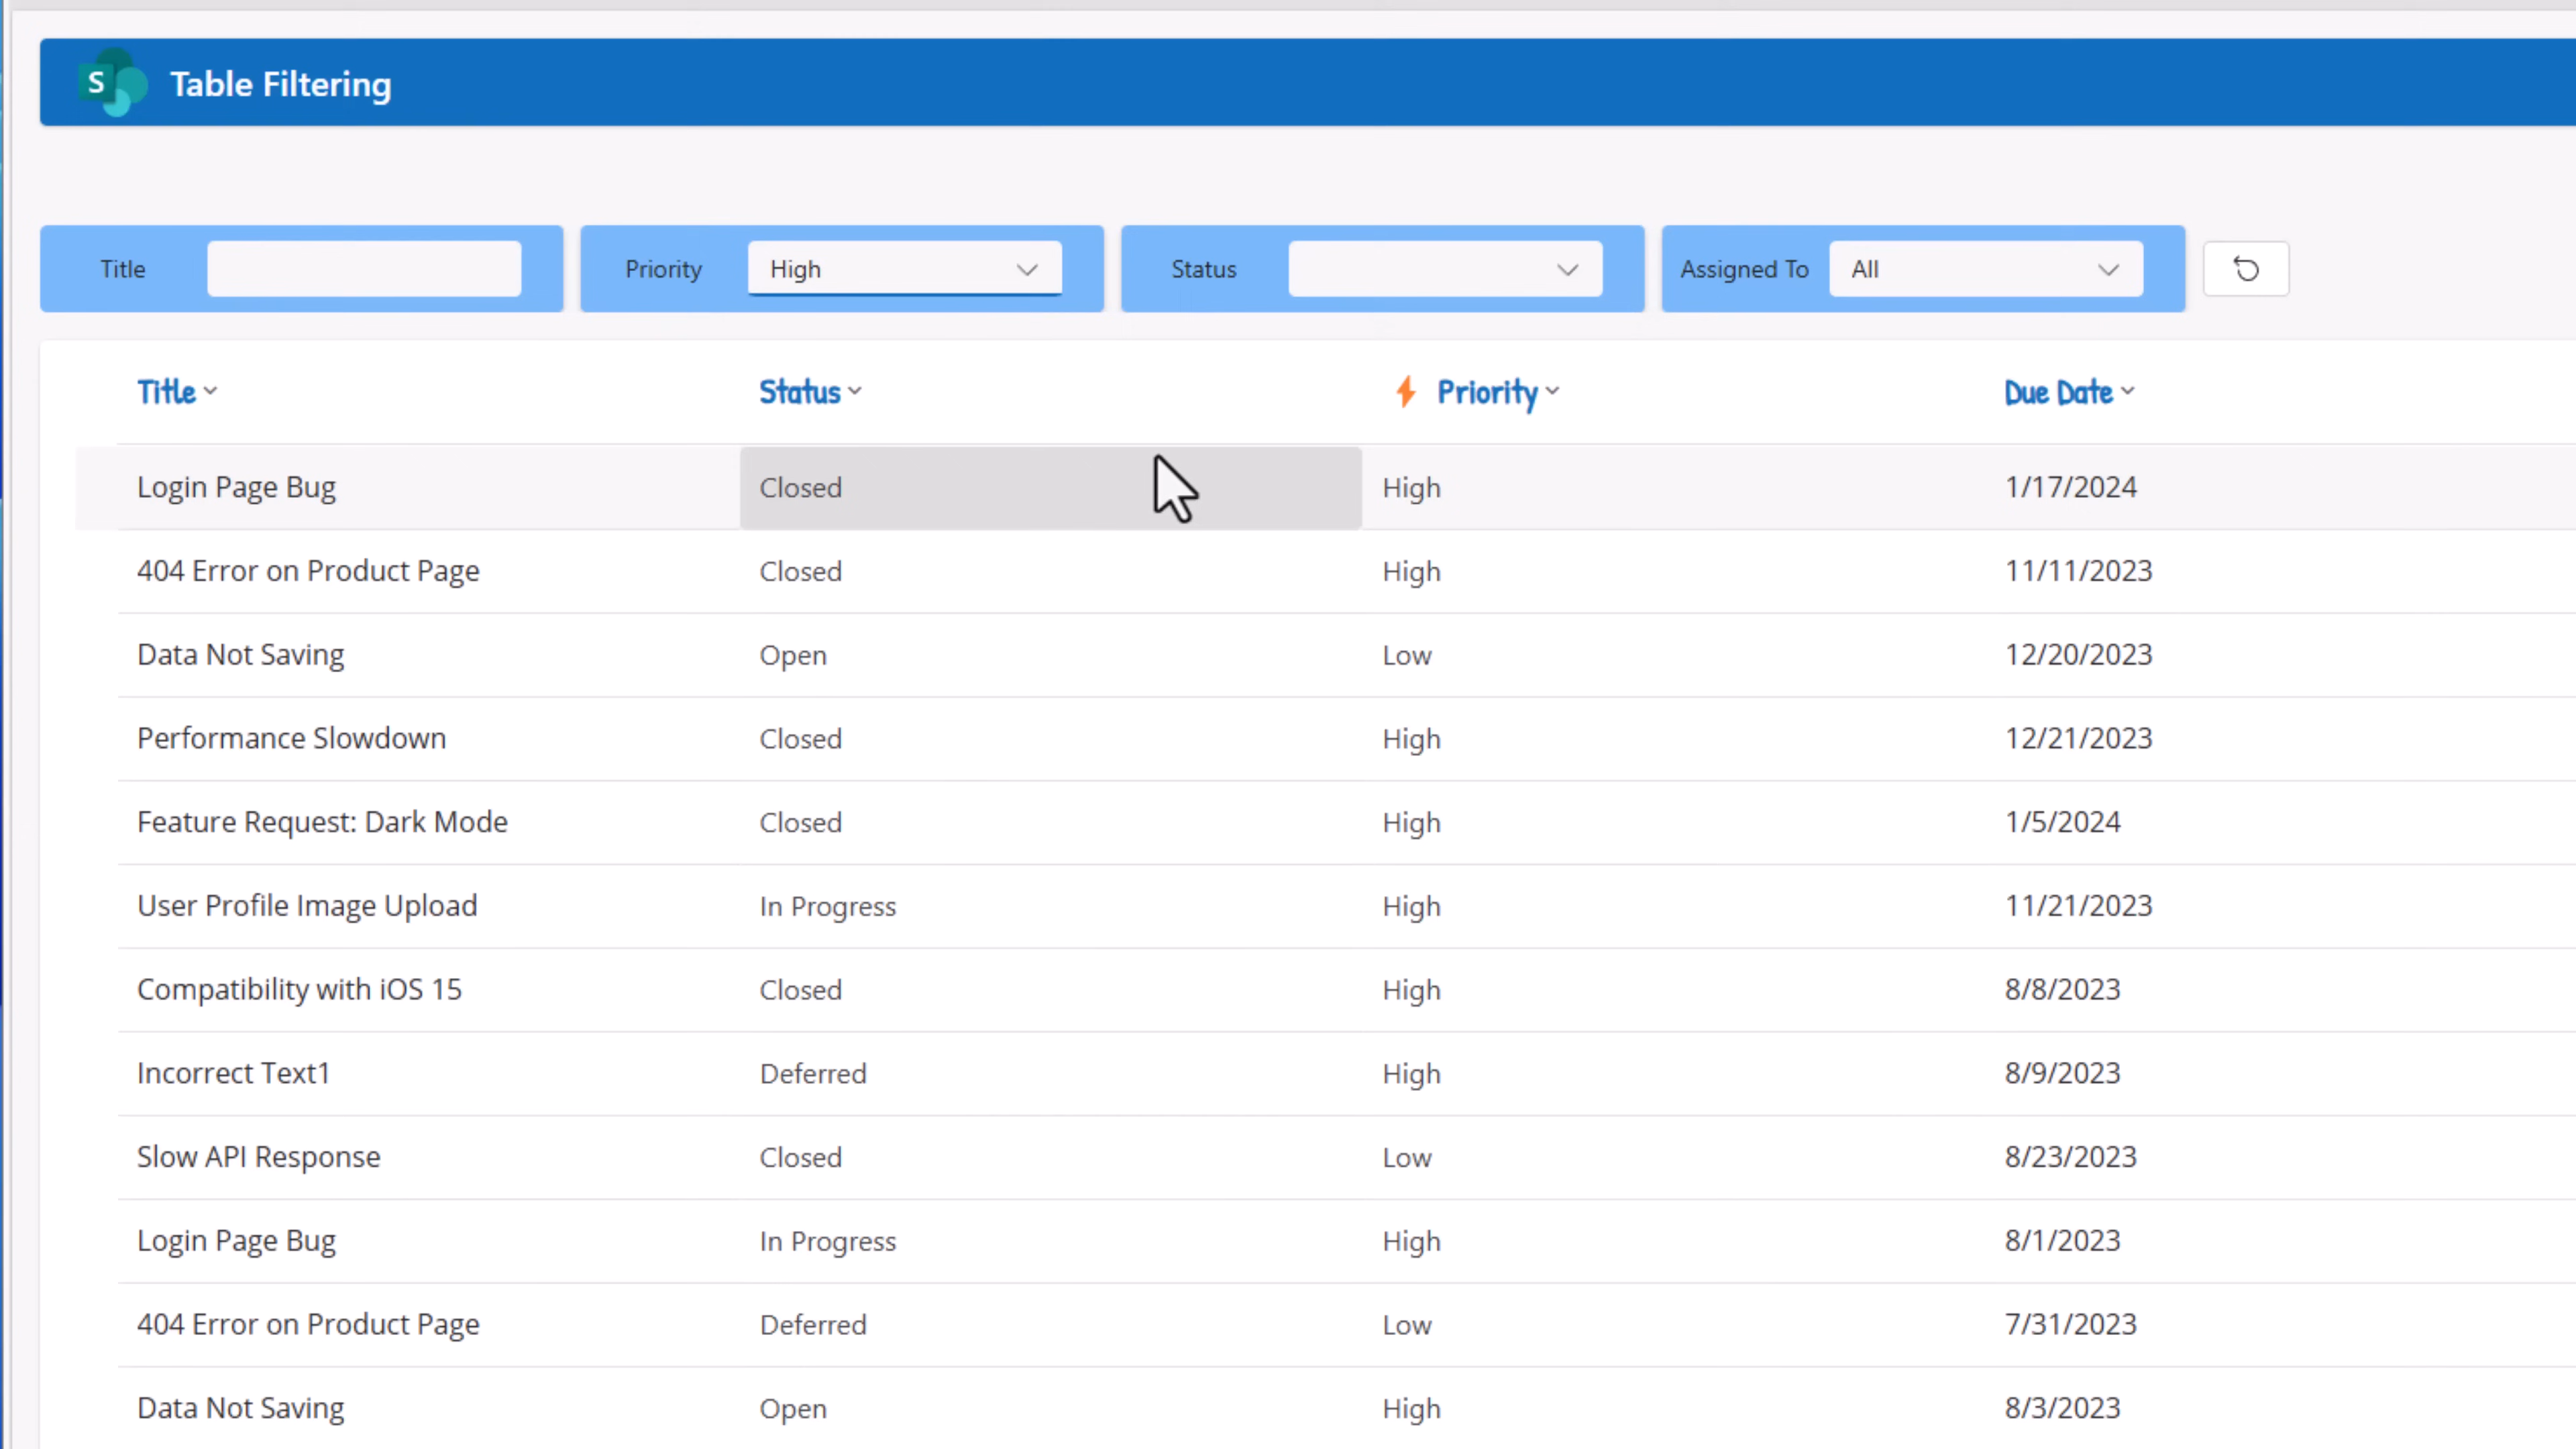 S Table Filtering
Title Priority High Status Assigned To All
Title Status Priority Due Date
Login Page Bug Closed High 1/17/2024
404 Error on Product Page Closed High 11/11/2023
Data Not Saving Open Low 12/20/2023
Performance Slowdown Closed High 12/21/2023
Feature Request: Dark Mode Closed High 1/5/2024
User Profile Image Upload In Progress High 11/21/2023
Compatibility with iOS 15 Closed High 8/8/2023
Incorrect Text1 Deferred High 8/9/2023
Slow API Response Closed Low 8/23/2023
Login Page Bug In Progress High 8/1/2023
404 Error on Product Page Deferred Low 7/31/2023
Data Not Saving Open High 8/3/2023